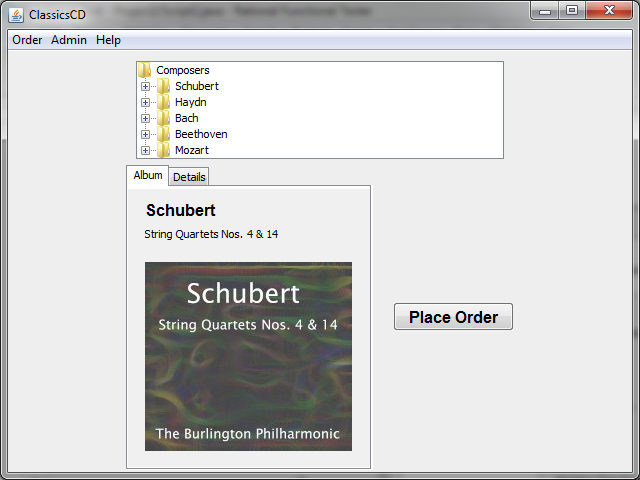 ClassicsCD
Order Admin Help
Composers
Schubert
Haydn
Bach
Beethoven
Mozart
Album Details
Schubert
String Quartets Nos. 4 & 14
Schubert
String Quartets Nos. 4 & 14
The Burlington Philharmonic
Place Order